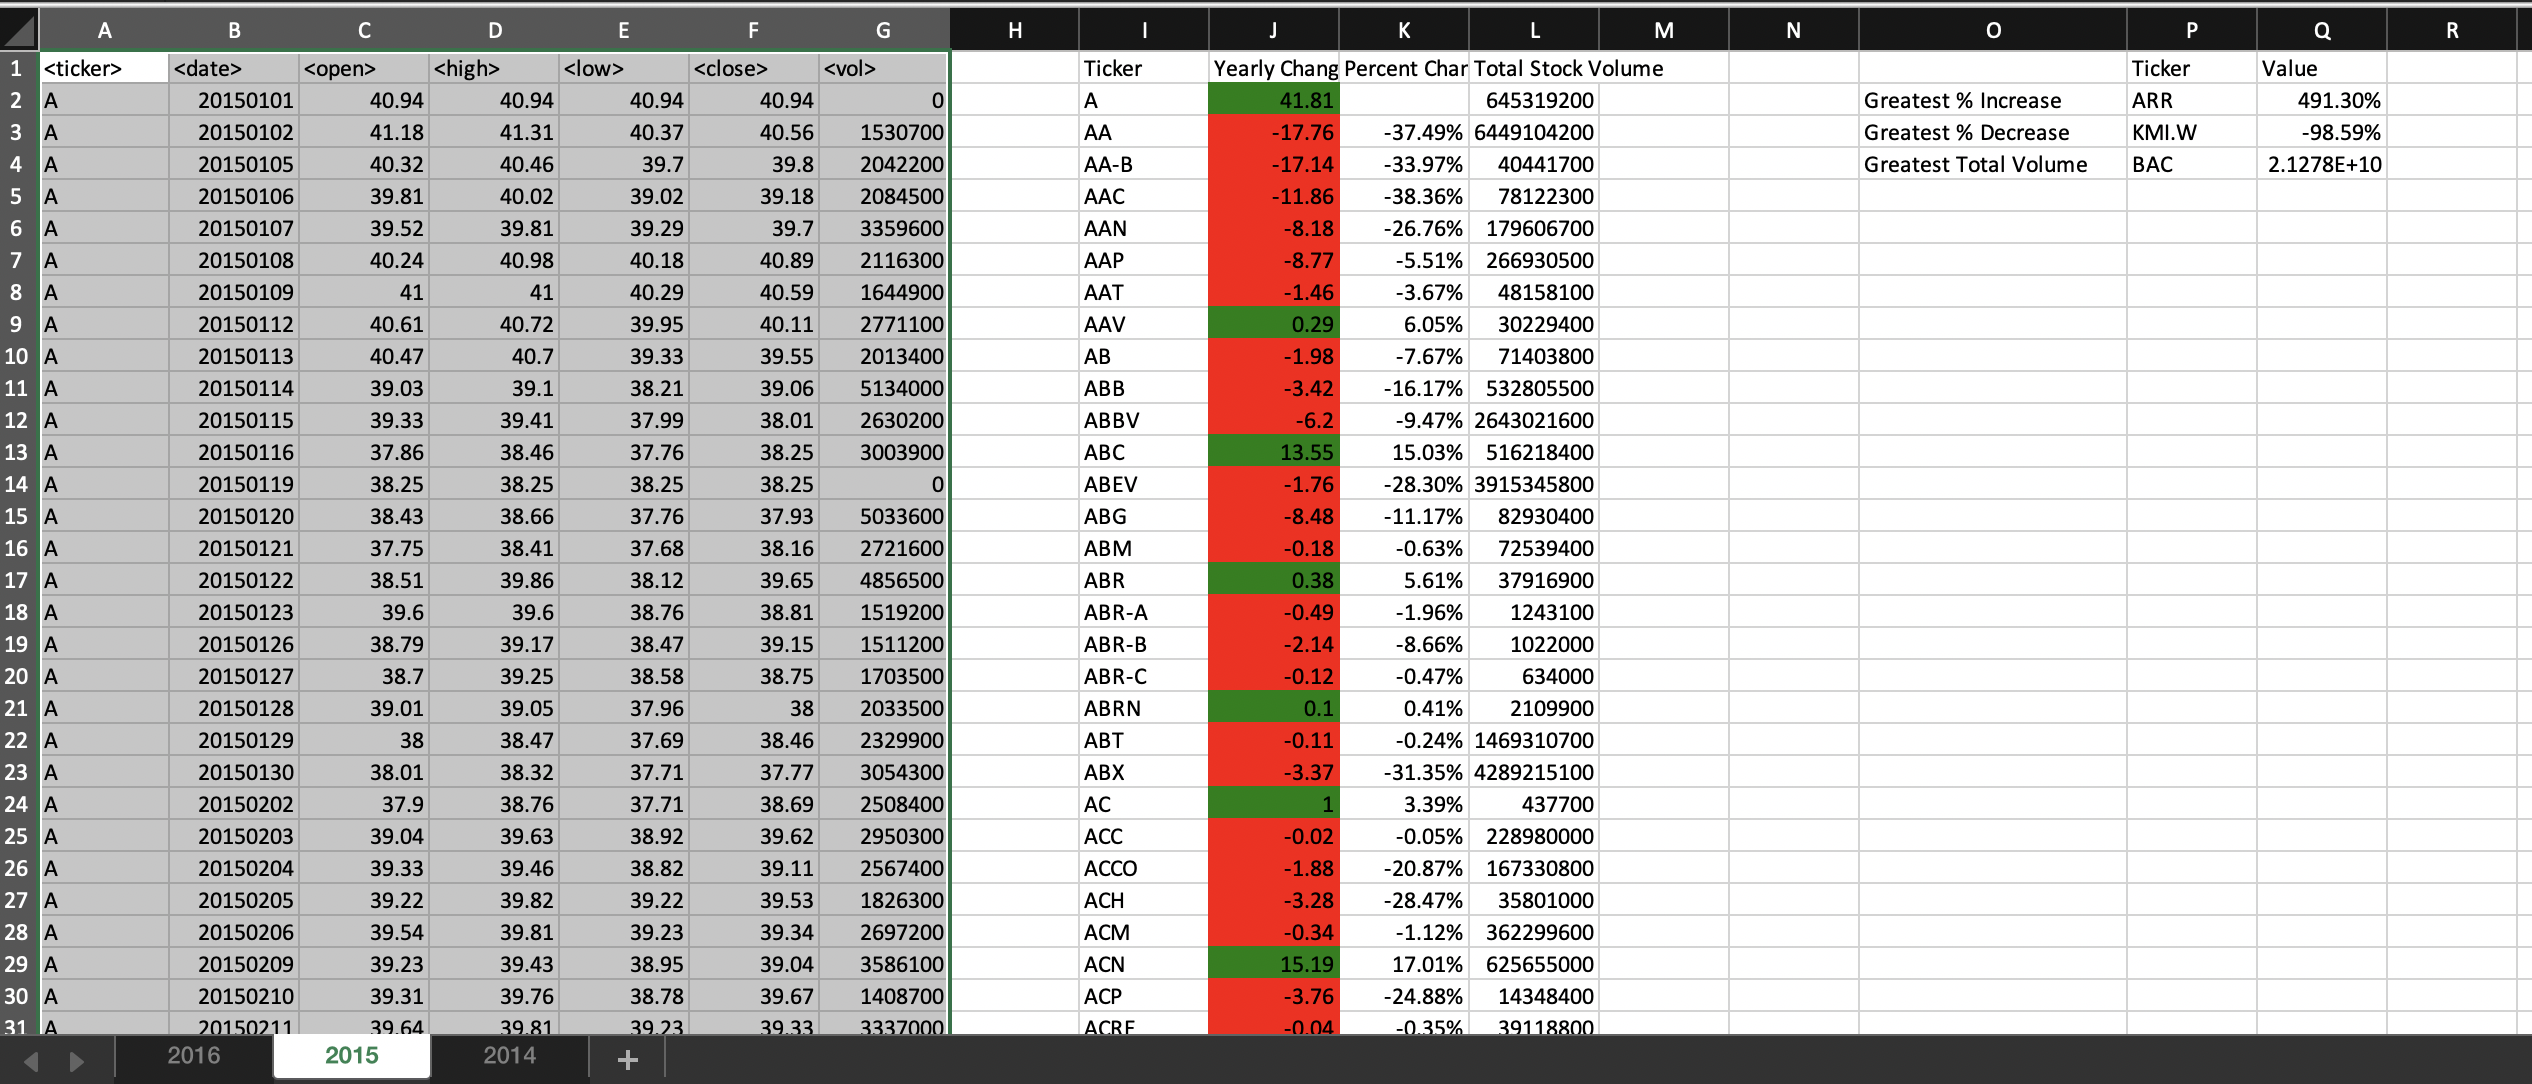 A B C D E F G H I J K L M N O P Q R
1 <ticker> <date> <open> <high> <low> <close> <vol> Ticker Yearly Chang Percent Char Total Stock Volume Ticker Value
2 A 20150101 40.94 40.94 40.94 40.94 0 A 41.81 645319200 Greatest % Increase ARR 491.30%
3 A 20150102 41.18 41.31 40.37 40.56 1530700 AA -17.76 -37.49% 6449104200 Greatest % Decrease KMI.W -98.59%
4 A 20150105 40.32 40.46 39.7 39.8 2042200 AA-B -17.14 -33.97% 40441700 Greatest Total Volume BAC 2.1278E+10
5 A 20150106 39.81 40.02 39.02 39.18 2084500 AAC -11.86 -38.36% 78122300
6 A 20150107 39.52 39.81 39.29 39.7 3359600 AAN -8.18 -26.76% 179606700
7 A 20150108 40.24 40.98 40.18 40.89 2116300 AAP -8.77 -5.51% 266930500
8 A 20150109 41 41 40.29 40.59 1644900 AAT -1.46 -3.67% 48158100
9 A 20150112 40.61 40.72 39.95 40.11 2771100 AAV 0.29 6.05% 30229400
10 A 20150113 40.47 40.7 39.33 39.55 2013400 AB -1.98 -7.67% 71403800
11 A 20150114 39.03 39.1 38.21 39.06 5134000 ABB -3.42 -16.17% 532805500
12 A 20150115 39.33 39.41 37.99 38.01 2630200 ABBV -6.2 -9.47% 2643021600
13 A 20150116 37.86 38.46 37.76 38.25 3003900 ABC 13.55 15.03% 516218400
14 A 20150119 38.25 38.25 38.25 38.25 0 ABEV -1.76 -28.30% 3915345800
15 A 20150120 38.43 38.66 37.76 37.93 5033600 ABG -8.48 -11.17% 82930400
16 A 20150121 37.75 38.41 37.68 38.16 2721600 ABM -0.18 -0.63% 72539400
17 A 20150122 38.51 39.86 38.12 39.65 4856500 ABR 0.38 5.61% 37916900
18 A 20150123 39.6 39.6 38.76 38.81 1519200 ABR-A -0.49 -1.96% 1243100
19 A 20150126 38.79 39.17 38.47 39.15 1511200 ABR-B -2.14 -8.66% 1022000
20 A 20150127 38.7 39.25 38.58 38.75 1703500 ABR-C -0.12 -0.47% 634000
21 A 20150128 39.01 39.05 37.96 38 2033500 ABRN 0.1 0.41% 2109900
22 A 20150129 38 38.47 37.69 38.46 2329900 ABT -0.11 -0.24% 1469310700
23 A 20150130 38.01 38.32 37.71 37.77 3054300 ABX -3.37 -31.35% 4289215100
24 A 20150202 37.9 38.76 37.71 38.69 2508400 AC 1 3.39% 437700
25 A 20150203 39.04 39.63 38.92 39.62 2950300 ACC -0.02 -0.05% 228980000
26 A 20150204 39.33 39.46 38.82 39.11 2567400 ACCO -1.88 -20.87% 167330800
27 A 20150205 39.22 39.82 39.22 39.53 1826300 ACH -3.28 -28.47% 35801000
28 A 20150206 39.54 39.81 39.23 39.34 2697200 ACM -0.34 -1.12% 362299600
29 A 20150209 39.23 39.43 38.95 39.04 3586100 ACN 15.19 17.01% 625655000
30 A 20150210 39.31 39.76 38.78 39.67 1408700 ACP -3.76 -24.88% 14348400
31 A 20150211 39.64 39.81 39.23 39.33 3337000 ACRE -0.04 -0.35% 39118800
2016 2015 2014 +